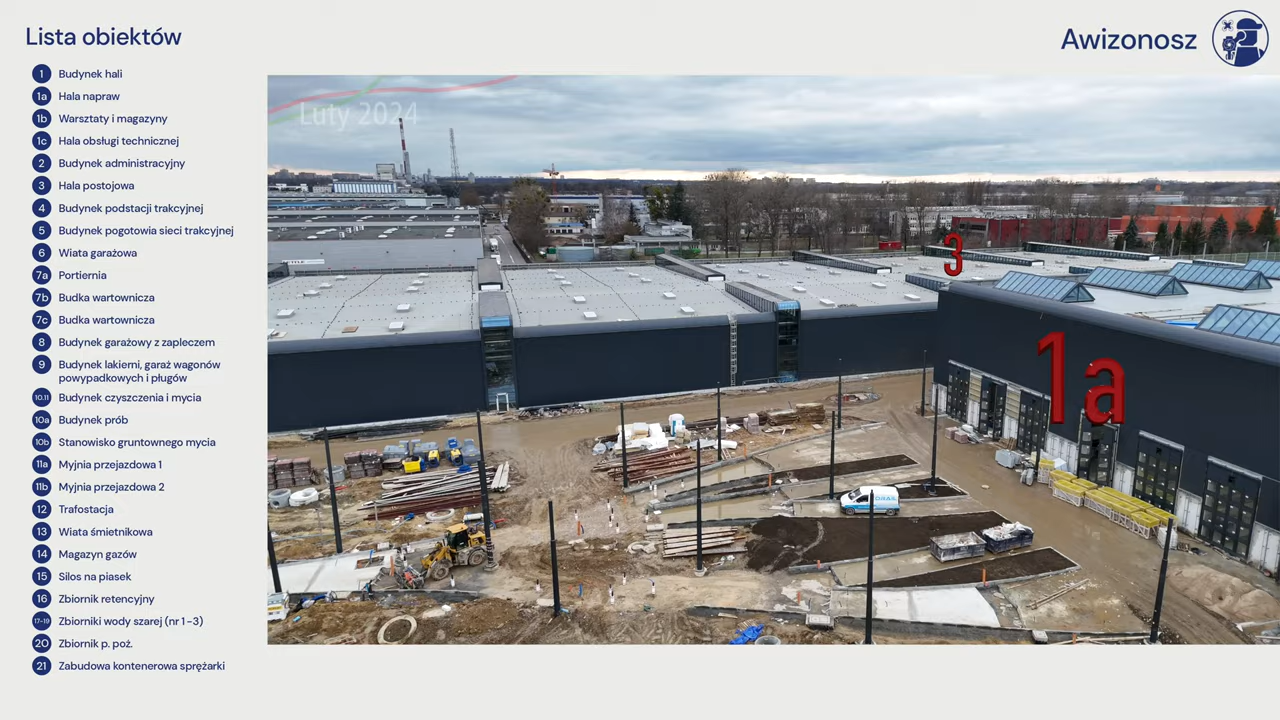 Lista obiektów
Awizonosz
1 Budynek hali
1a Hala napraw
1b Warsztaty i magazyny
1c Hala obsługi technicznej
2 Budynek administracyjny
3 Hala postojowa
4 Budynek podstacji trakcyjnej
5 Budynek pogotowia sieci trakcyjnej
6 Wiata garażowa
7a Portiernia
7b Budka wartownicza
7c Budka wartownicza
8 Budynek garażowy z zapleczem
9 Budynek lakierni, garaż wagonów
powypadkowych i pługów
10.11 Budynek czyszczenia i mycia
10a Budynek prób
10b Stanowisko gruntownego mycia
11a Myjnia przejazdowa 1
11b Myjnia przejazdowa 2
12 Trafostacja
13 Wiata śmietnikowa
14 Magazyn gazów
15 Silos na piasek
16 Zbiornik retencyjny
17-19 Zbiorniki wody szarej (nr 1-3)
20 Zbiornik p. poż.
21 Zabudowa kontenerowa sprężarki
Luty 2024
3
1a